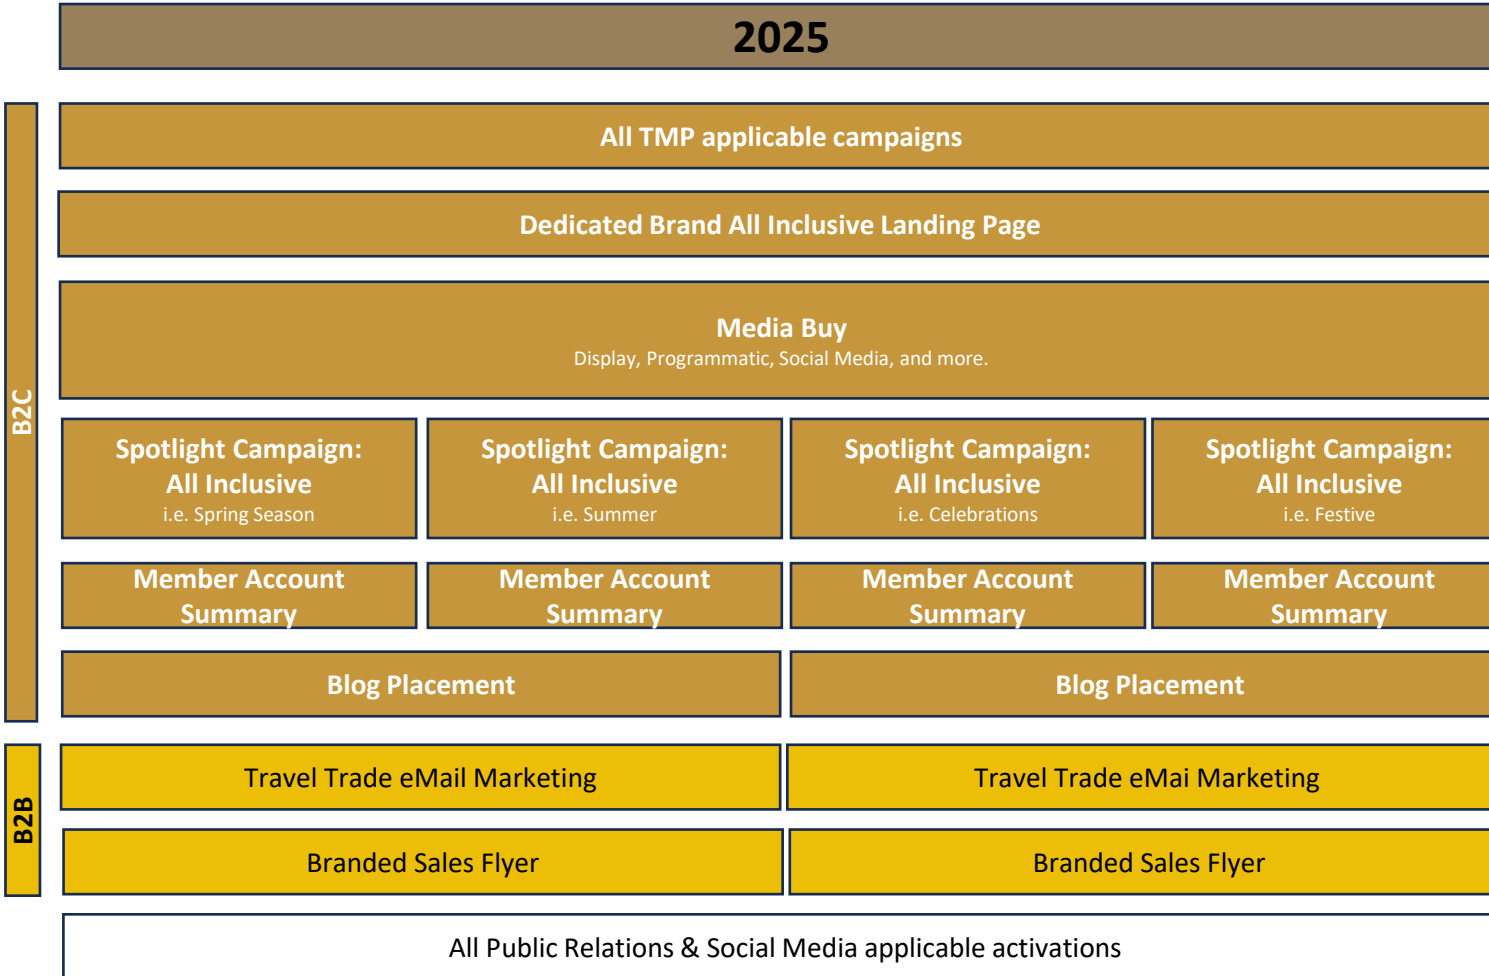 2025
B2C
All TMP applicable campaigns
Dedicated Brand All Inclusive Landing Page
Media Buy
Display, Programmatic, Social Media, and more.
Spotlight Campaign:
All Inclusive
i.e. Spring Season
Spotlight Campaign:
All Inclusive
i.e. Summer
Spotlight Campaign:
All Inclusive
i.e. Celebrations
Spotlight Campaign:
All Inclusive
i.e. Festive
Member Account
Summary
Member Account
Summary
Member Account
Summary
Member Account
Summary
Blog Placement
Blog Placement
B2B
Travel Trade eMail Marketing
Travel Trade eMai Marketing
Branded Sales Flyer
Branded Sales Flyer
All Public Relations & Social Media applicable activations